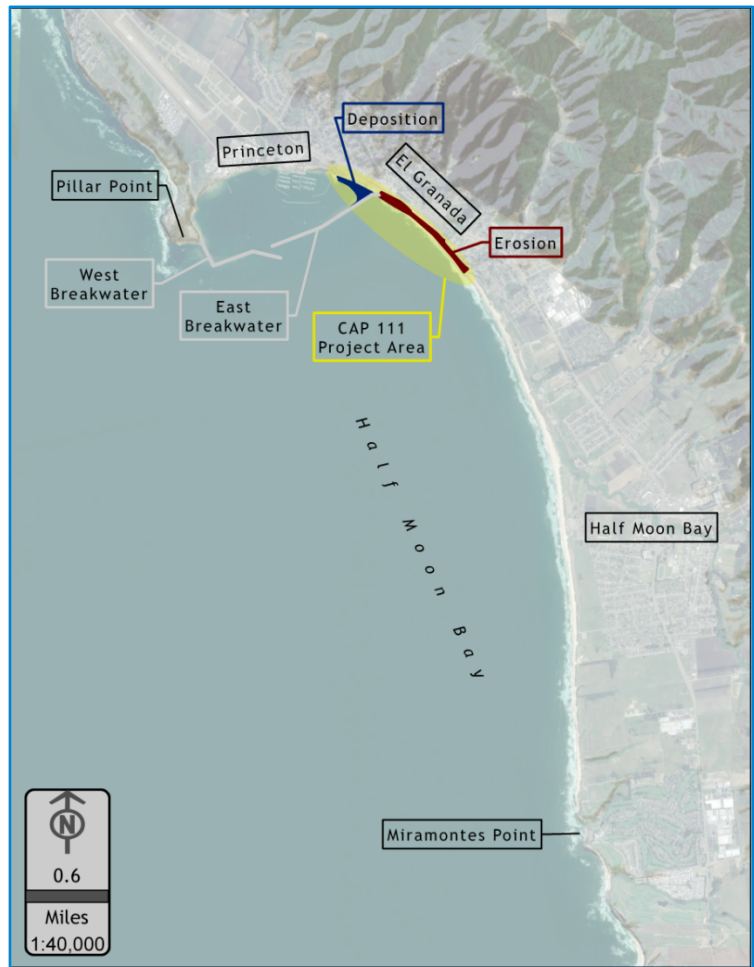 Deposition
Princeton
El Granada
Pillar Point
Erosion
West
Breakwater
East
Breakwater
CAP 111
Project Area
Half Moon Bay
Half Moon Bay
Miramontes Point
N
0.6
Miles
1:40,000